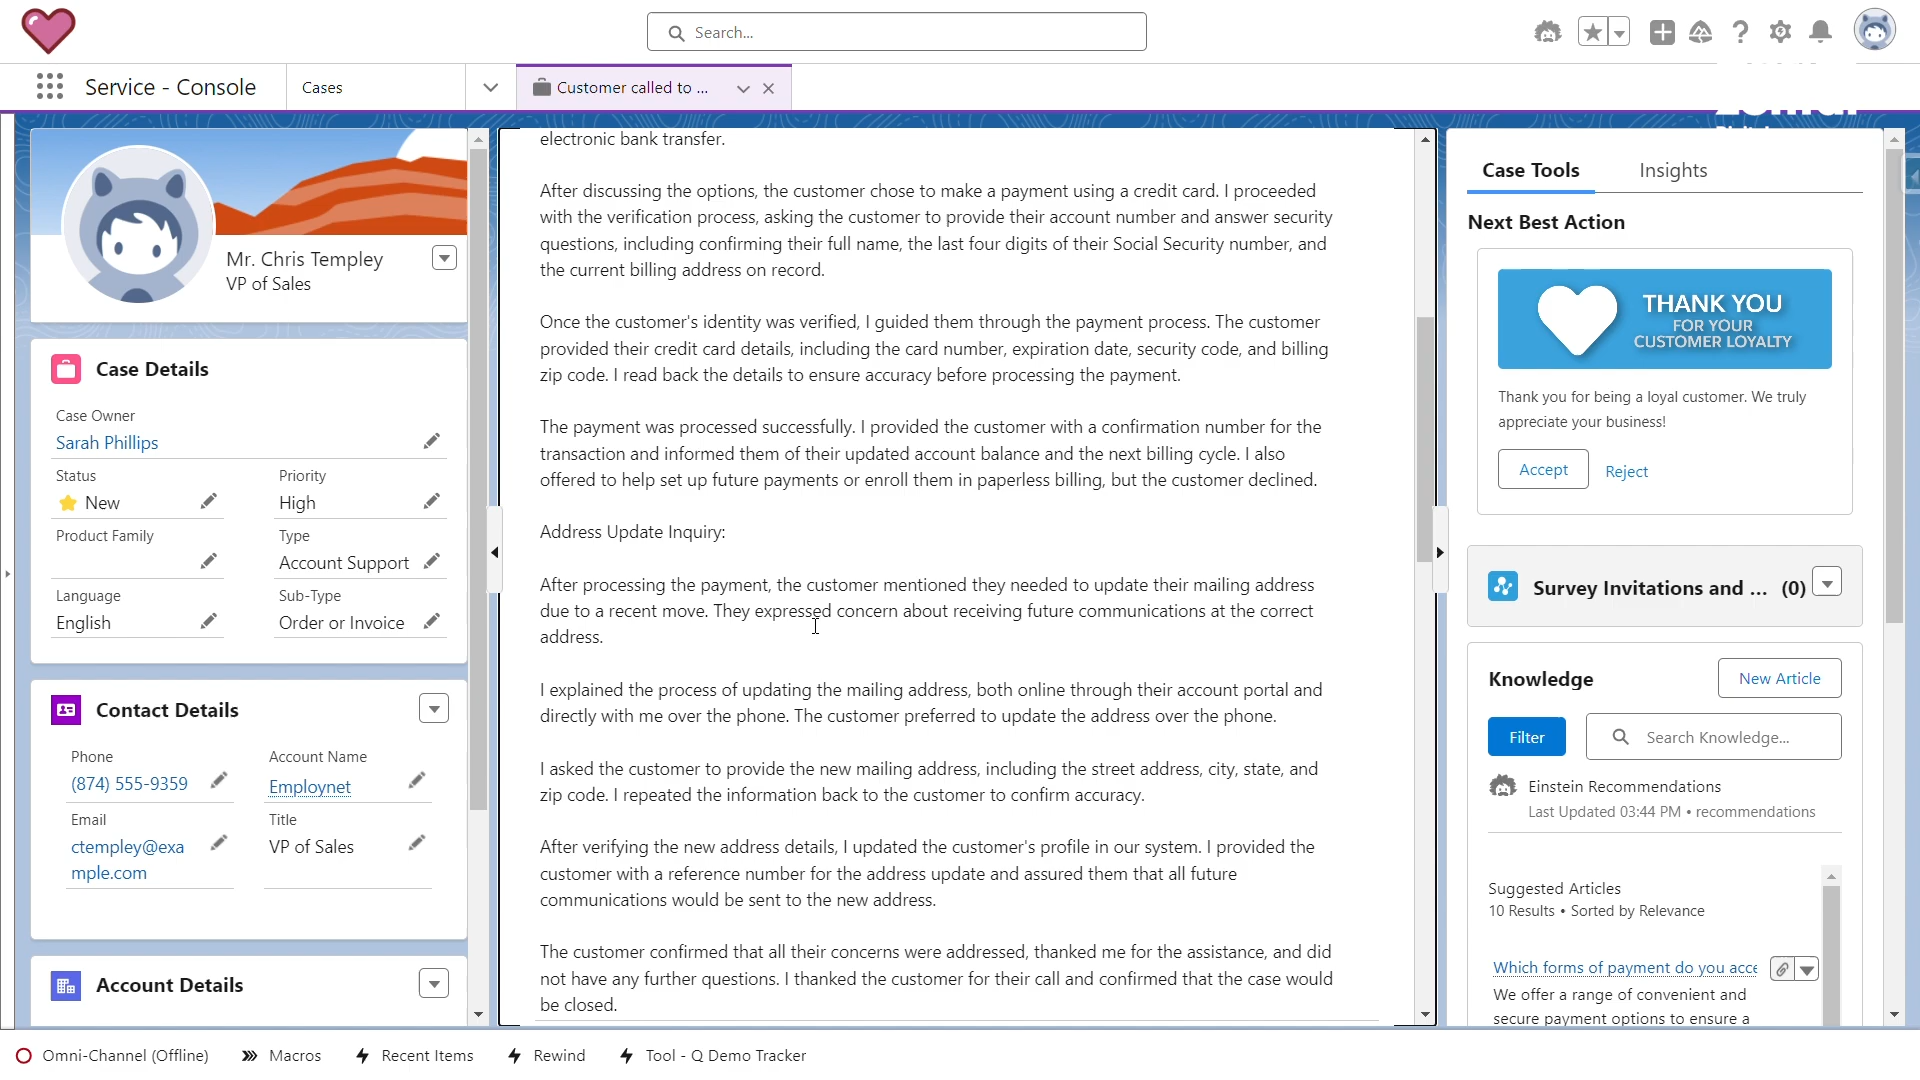 Search...
Service - Console
Cases
Customer called to ...
Mr. Chris Templey
VP of Sales
Case Details
Case Owner
Sarah Phillips
Status
Priority
New
High
Product Family
Type
Account Support
Language
Sub-Type
English
Order or Invoice
Contact Details
Phone
Account Name
(874) 555-9359
Employnet
Email
Title
ctempley@exa
mple.com
VP of Sales
Account Details
electronic bank transfer.
After discussing the options, the customer chose to make a payment using a credit card. I proceeded
with the verification process, asking the customer to provide their account number and answer security
questions, including confirming their full name, the last four digits of their Social Security number, and
the current billing address on record.
Once the customer's identity was verified, I guided them through the payment process. The customer
provided their credit card details, including the card number, expiration date, security code, and billing
zip code. I read back the details to ensure accuracy before processing the payment.
The payment was processed successfully. I provided the customer with a confirmation number for the
transaction and informed them of their updated account balance and the next billing cycle. I also
offered to help set up future payments or enroll them in paperless billing, but the customer declined.
Address Update Inquiry:
After processing the payment, the customer mentioned they needed to update their mailing address
due to a recent move. They expressed concern about receiving future communications at the correct
address.
I explained the process of updating the mailing address, both online through their account portal and
directly with me over the phone. The customer preferred to update the address over the phone.
I asked the customer to provide the new mailing address, including the street address, city, state, and
zip code. I repeated the information back to the customer to confirm accuracy.
After verifying the new address details, I updated the customer's profile in our system. I provided the
customer with a reference number for the address update and assured them that all future
communications would be sent to the new address.
The customer confirmed that all their concerns were addressed, thanked me for the assistance, and did
not have any further questions. I thanked the customer for their call and confirmed that the case would
be closed.
Case Tools
Insights
Next Best Action
THANK YOU
FOR YOUR
CUSTOMER LOYALTY
Thank you for being a loyal customer. We truly
appreciate your business!
Accept
Reject
Survey Invitations and ... (0)
Knowledge
New Article
Filter
Search Knowledge...
Einstein Recommendations
Last Updated 03:44 PM • recommendations
Suggested Articles
10 Results • Sorted by Relevance
Which forms of payment do you acce
We offer a range of convenient and
secure payment options to ensure a
Omni-Channel (Offline)
Macros
Recent Items
Rewind
Tool - Q Demo Tracker